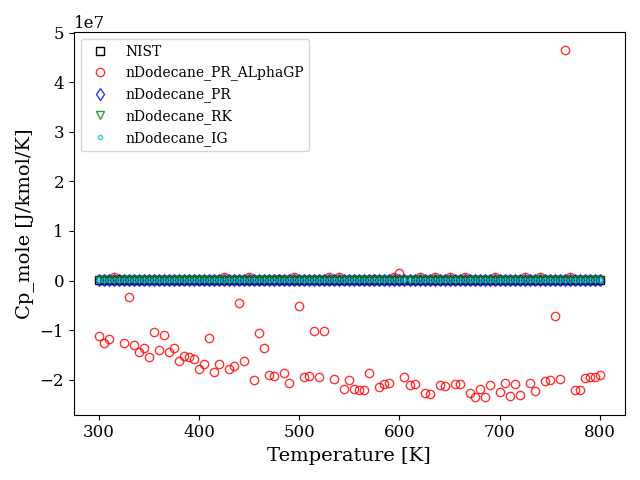 1e7
5
4
3
2
1
0
−1
−2
Cp_mole [J/kmol/K]
NIST
nDodecane_PR_ALphaGP
nDodecane_PR
nDodecane_RK
nDodecane_IG
300 400 500 600 700 800
Temperature [K]